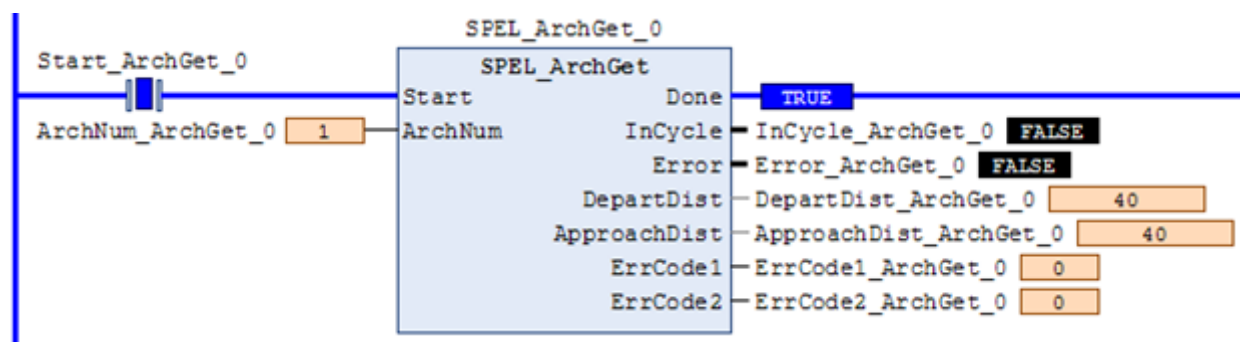 SPEL_ArchGet_0
Start_ArchGet_0
SPEL_ArchGet
Start Done TRUE
ArchNum_ArchGet_0 1 ArchNum InCycle InCycle_ArchGet_0 FALSE
Error Error_ArchGet_0 FALSE
DepartDist DepartDist_ArchGet_0 40
ApproachDist ApproachDist_ArchGet_0 40
ErrCode1 ErrCode1_ArchGet_0 0
ErrCode2 ErrCode2_ArchGet_0 0